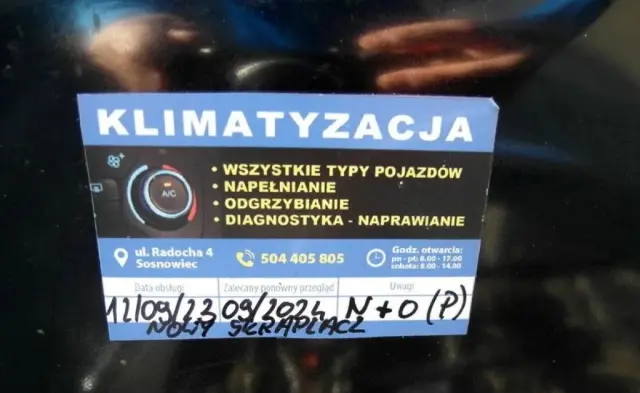 KLIMATYZACJA
A/C
• WSZYSTKIE TYPY POJAZDÓW
• NAPEŁNIANIE
• ODGRZYBIANIE
• DIAGNOSTYKA - NAPRAWIANIE
ul. Radocha 4
Sosnowiec
504 405 805
Godz. otwarcia:
pn - pt: 8.00 - 17.00
sobota: 8.00 - 14.00
Data obsługi Zalecany ponowny przegląd Uwagi
12/09/23 09/2024 N+O (P)
NOWY SKRAPLACZ